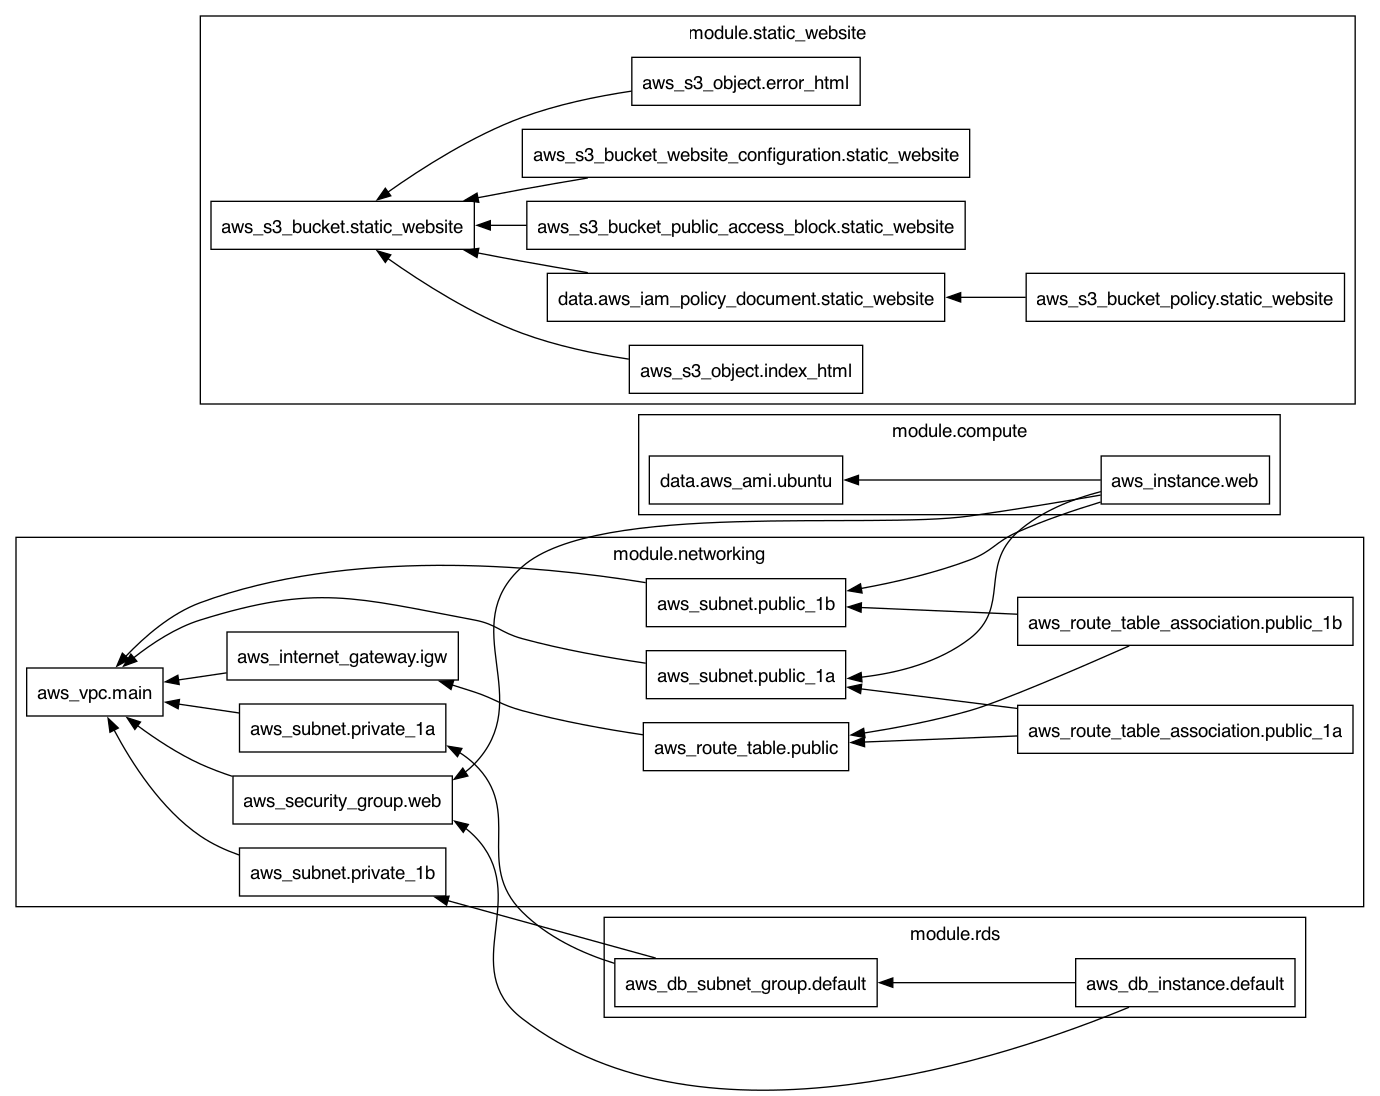 module.static_website
aws_s3_object.error_html
aws_s3_bucket_website_configuration.static_website
aws_s3_bucket.static_website
aws_s3_bucket_public_access_block.static_website
data.aws_iam_policy_document.static_website
aws_s3_bucket_policy.static_website
aws_s3_object.index_html
module.compute
data.aws_ami.ubuntu
aws_instance.web
module.networking
aws_subnet.public_1b
aws_route_table_association.public_1b
aws_internet_gateway.igw
aws_subnet.public_1a
aws_vpc.main
aws_subnet.private_1a
aws_route_table.public
aws_route_table_association.public_1a
aws_security_group.web
aws_subnet.private_1b
module.rds
aws_db_subnet_group.default
aws_db_instance.default